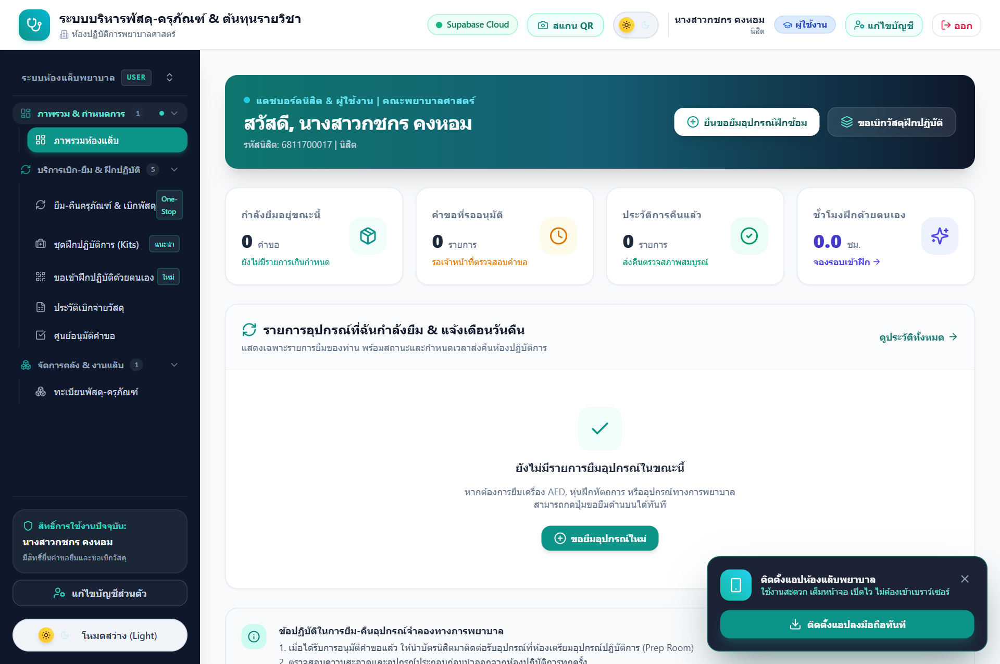 ระบบบริหารพัสดุ-ครุภัณฑ์ & ต้นทุนรายวิชา
ห้องปฏิบัติการพยาบาลศาสตร์
Supabase Cloud
สแกน QR
นางสาวกชกร คงหอม
นิสิต
ผู้ใช้งาน
แก้ไขบัญชี
ออก
ระบบห้องแล็บพยาบาล USER
ภาพรวม & กำหนดการ 1
ภาพรวมห้องแล็บ
บริการเบิก-ยืม & ฝึกปฏิบัติ 5
ยืม-คืนครุภัณฑ์ & เบิกพัสดุ One-Stop
ชุดฝึกปฏิบัติการ (Kits) แนะนำ
ขอเข้าฝึกปฏิบัติด้วยตนเอง ใหม่
ประวัติเบิกจ่ายวัสดุ
ศูนย์อนุมัติคำขอ
จัดการคลัง & งานแล็บ 1
ทะเบียนพัสดุ-ครุภัณฑ์
สิทธิ์การใช้งานปัจจุบัน:
นางสาวกชกร คงหอม
มีสิทธิ์ยื่นคำขอยืมและขอเบิกวัสดุ
แก้ไขบัญชีส่วนตัว
โหมดสว่าง (Light)
แดชบอร์ดนิสิต & ผู้ใช้งาน | คณะพยาบาลศาสตร์
สวัสดี, นางสาวกชกร คงหอม
รหัสนิสิต: 6811700017 | นิสิต
ยื่นขอยืมอุปกรณ์ฝึกซ้อม
ขอเบิกวัสดุฝึกปฏิบัติ
กำลังยืมอยู่ขณะนี้
0 คำขอ
ยังไม่มีรายการเกินกำหนด
คำขอที่รออนุมัติ
0 รายการ
รอเจ้าหน้าที่ตรวจสอบคำขอ
ประวัติการคืนแล้ว
0 รายการ
ส่งคืนตรวจสภาพสมบูรณ์
ชั่วโมงฝึกด้วยตนเอง
0.0 ชม.
จองรอบเข้าฝึก
รายการอุปกรณ์ที่ฉันกำลังยืม & แจ้งเตือนวันคืน
แสดงเฉพาะรายการยืมของท่าน พร้อมสถานะและกำหนดเวลาส่งคืนห้องปฏิบัติการ
ดูประวัติทั้งหมด
ยังไม่มีรายการยืมอุปกรณ์ในขณะนี้
หากต้องการยืมเครื่อง AED, หุ่นฝึกหัตถการ หรืออุปกรณ์ทางการพยาบาล
สามารถกดปุ่มขอยืมด้านบนได้ทันที
ขอยืมอุปกรณ์ใหม่
ข้อปฏิบัติในการยืม-คืนอุปกรณ์จำลองทางการพยาบาล
1. เมื่อได้รับการอนุมัติคำขอแล้ว ให้นำบัตรนิสิตมาติดต่อรับอุปกรณ์ที่ห้องเตรียมอุปกรณ์ปฏิบัติการ (Prep Room)
2. ตรวจสอบความสะอาดและอุปกรณ์ประกอบก่อนนำออกจากห้องปฏิบัติการทุกครั้ง
ติดตั้งแอปห้องแล็บพยาบาล
ใช้งานสะดวก เต็มหน้าจอ เปิดไว ไม่ต้องเข้าเบราว์เซอร์
ติดตั้งแอปลงมือถือทันที